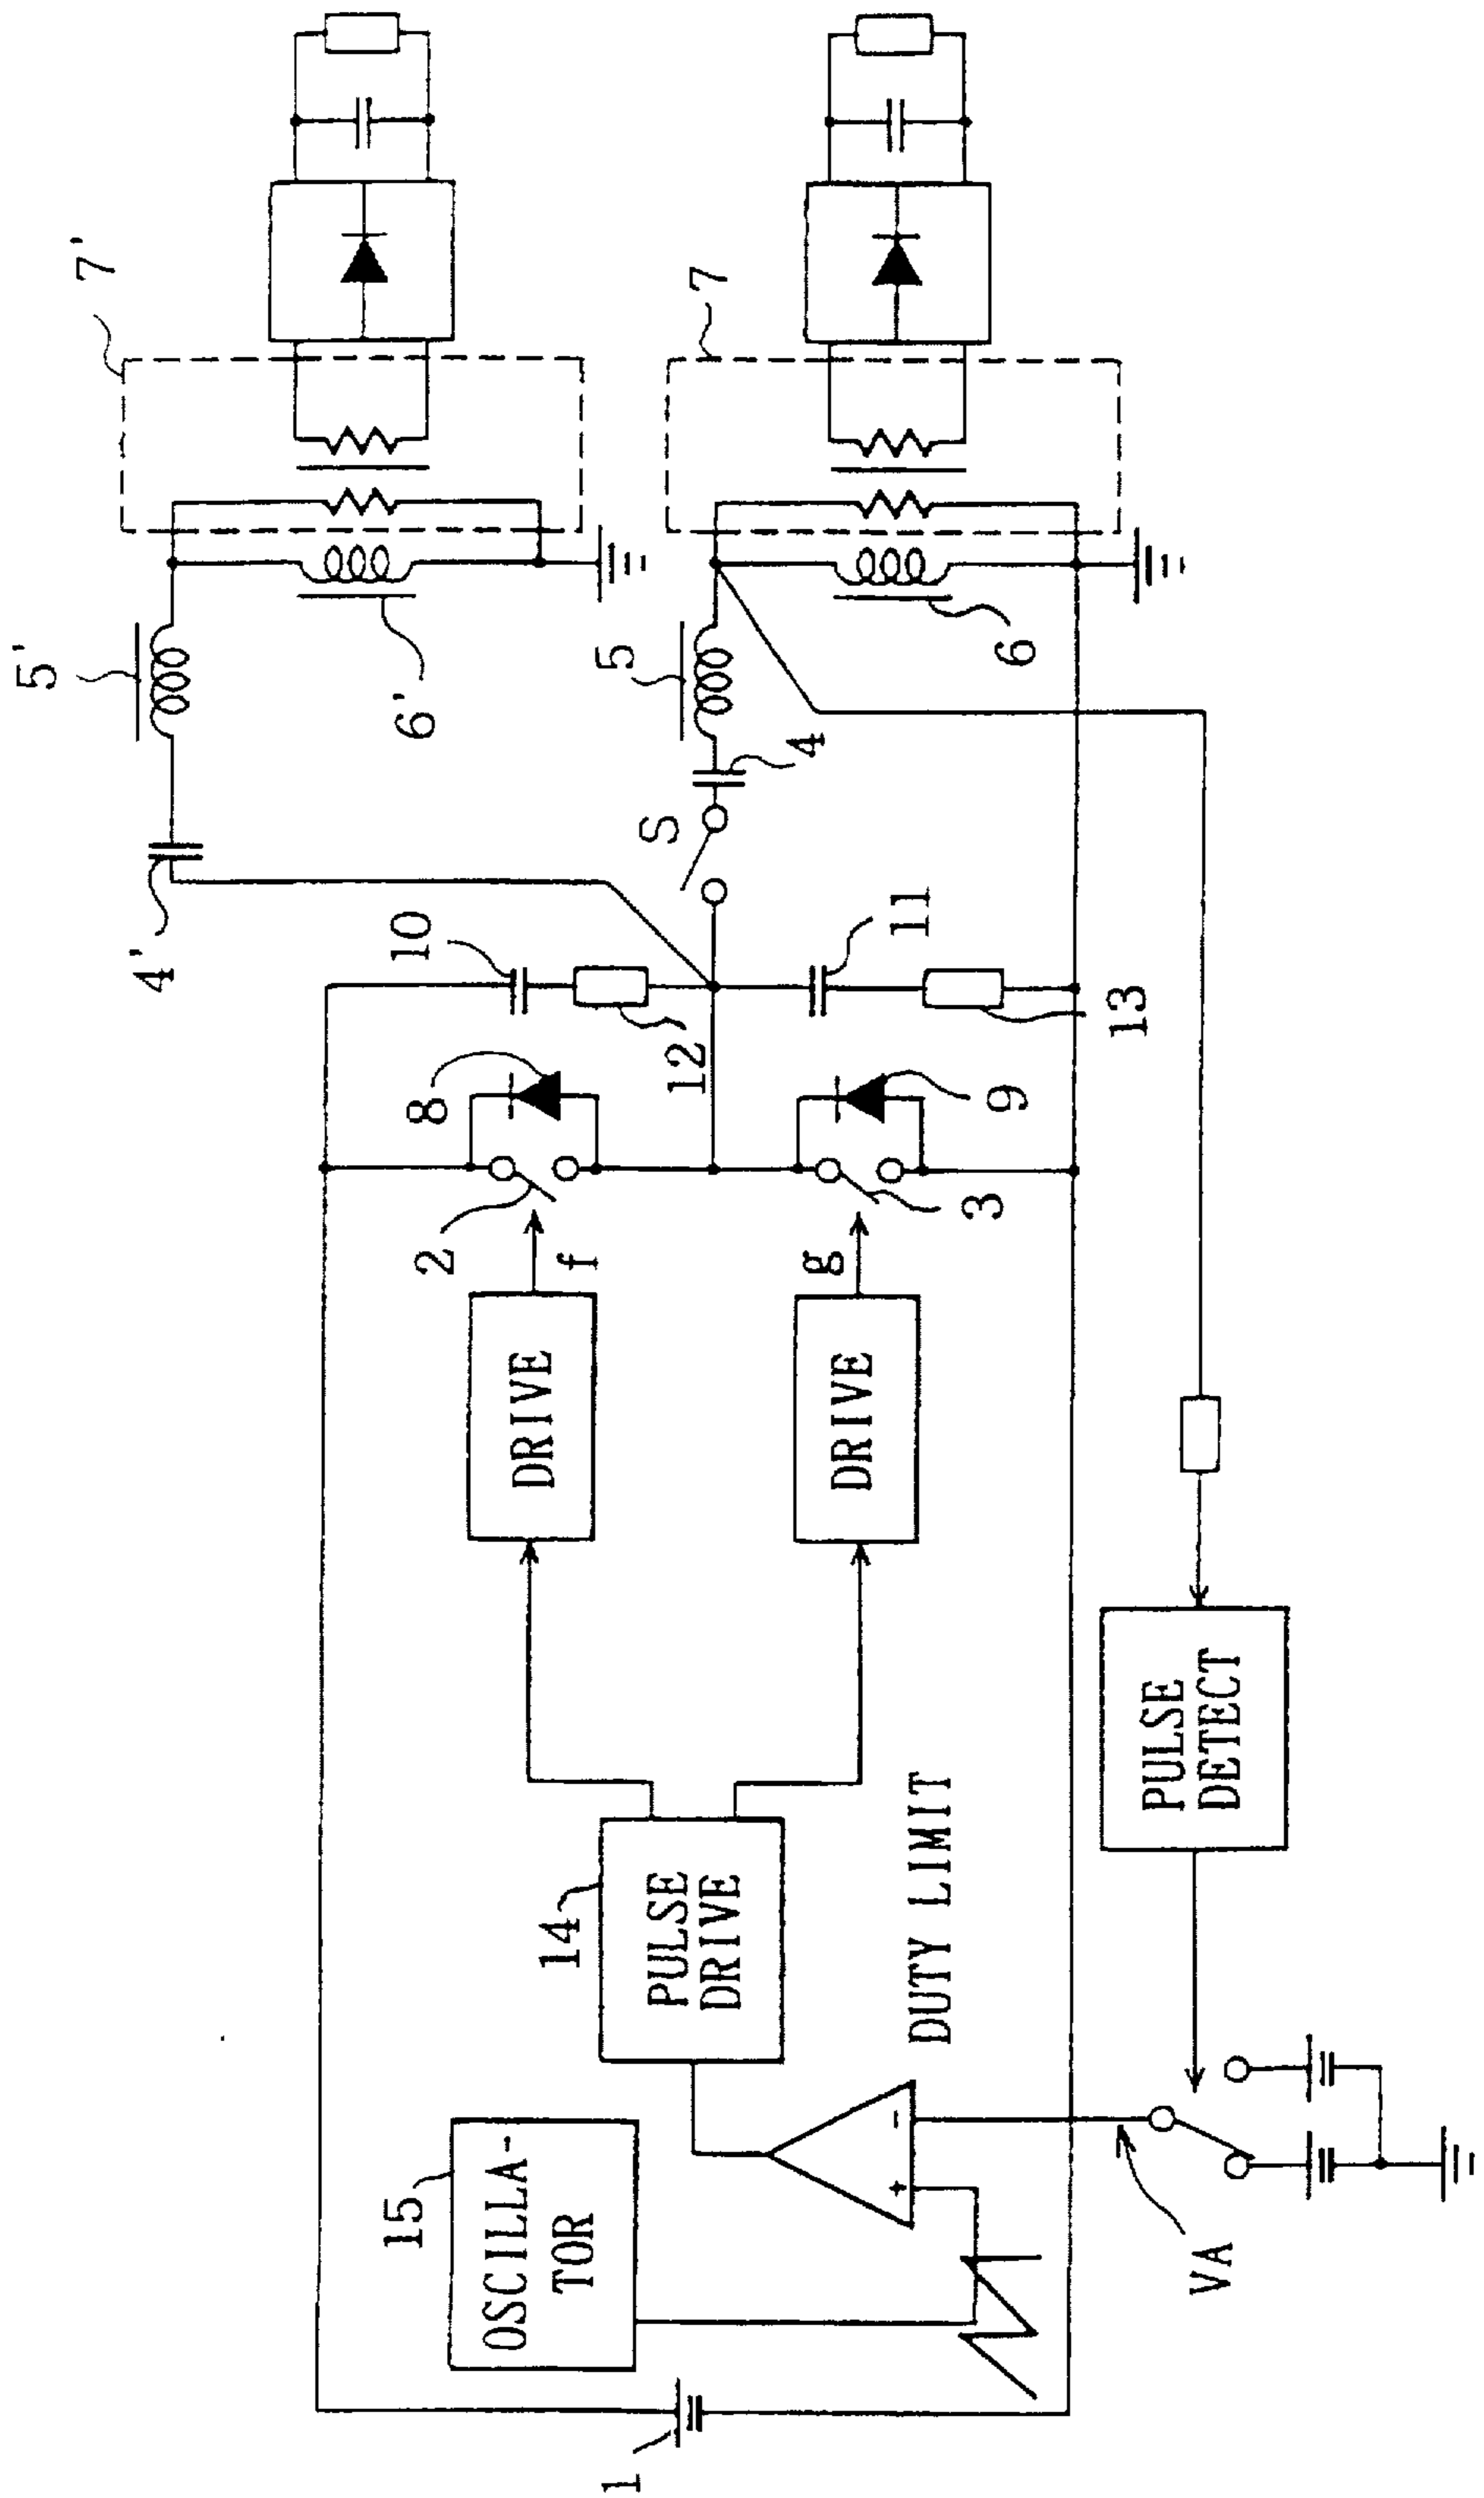 7'
7
5'
6'
5
6
4
S
4'
10
11
12
13
8
9
2
3
f
g
DRIVE
DRIVE
PULSE
DETECT
14
PULSE
DRIVE
DUTY LIMIT
15
OSCILLA-
TOR
+
-
VA
1